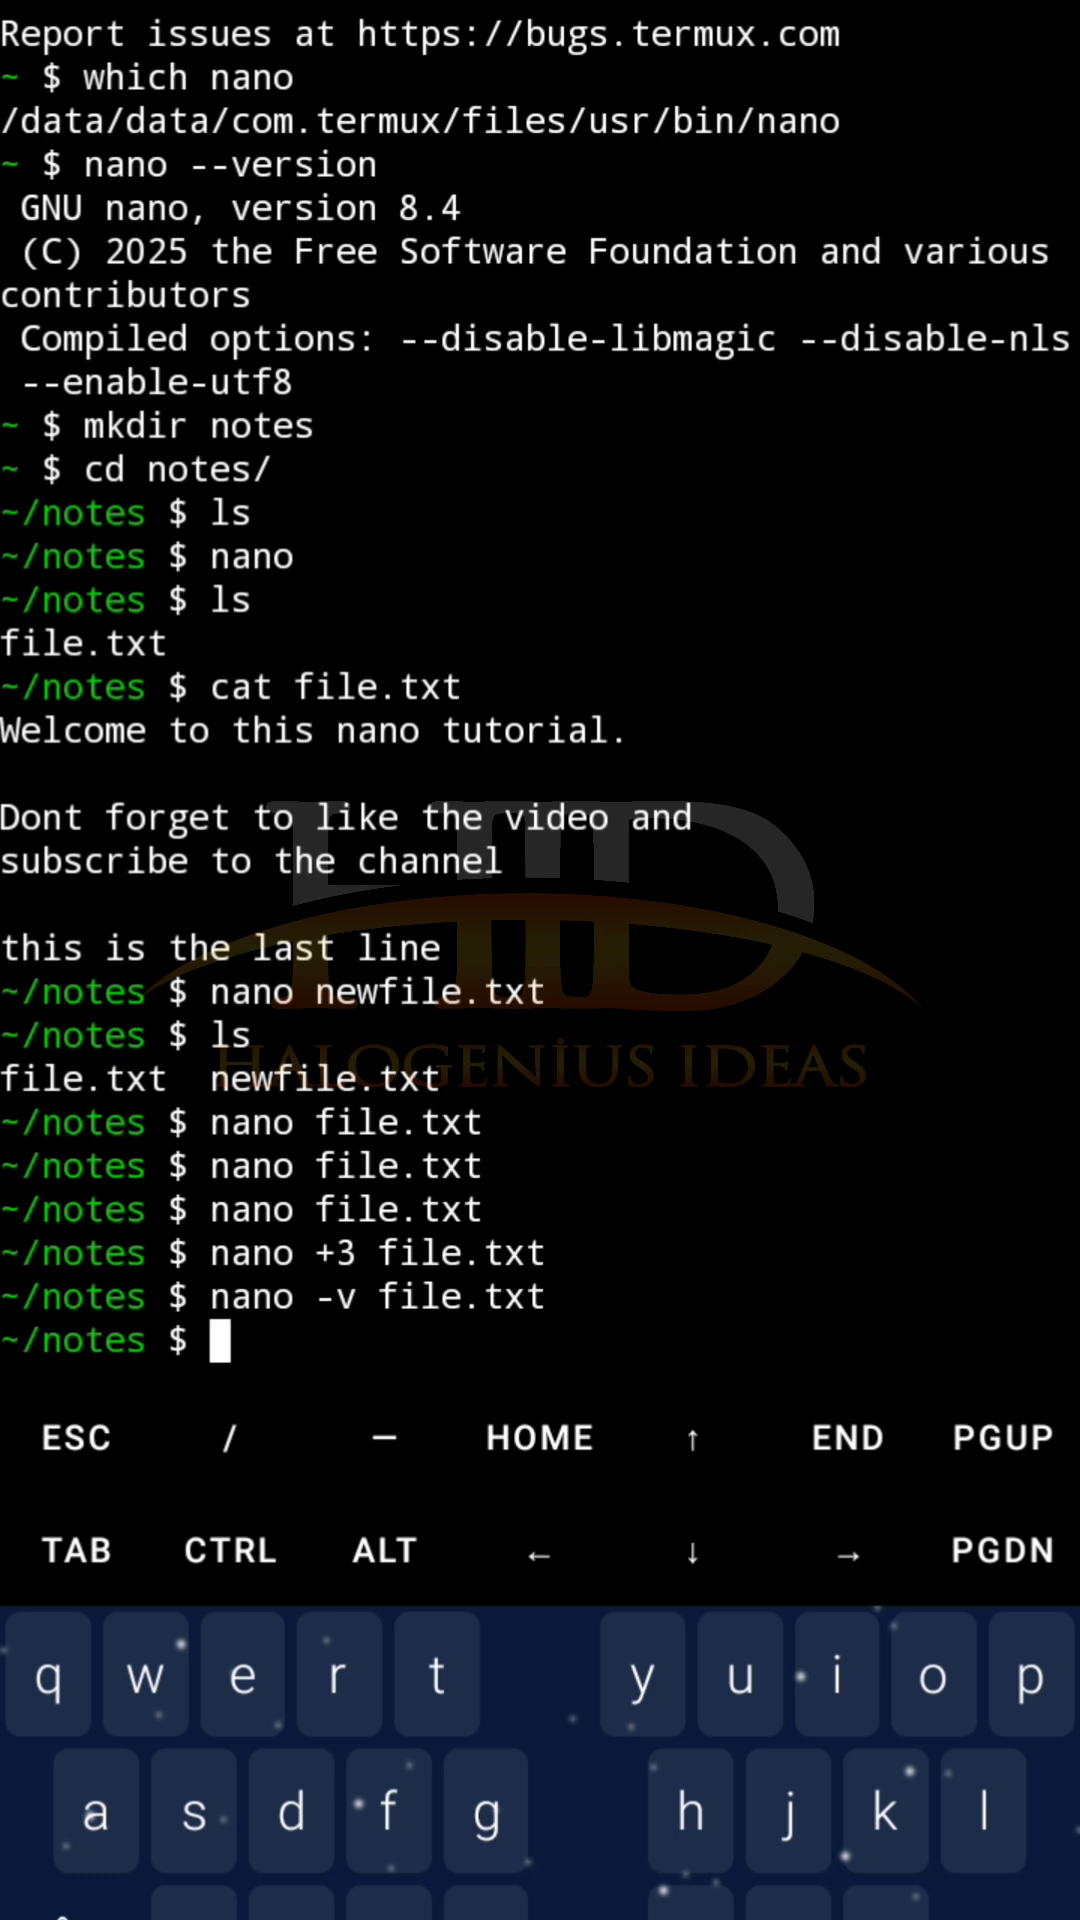 Report issues at https://bugs.termux.com
~ $ which nano
/data/data/com.termux/files/usr/bin/nano
~ $ nano --version
 GNU nano, version 8.4
 (C) 2025 the Free Software Foundation and various
contributors
 Compiled options: --disable-libmagic --disable-nls
 --enable-utf8
~ $ mkdir notes
~ $ cd notes/
~/notes $ ls
~/notes $ nano
~/notes $ ls
file.txt
~/notes $ cat file.txt
Welcome to this nano tutorial.

Dont forget to like the video and
subscribe to the channel

this is the last line
~/notes $ nano newfile.txt
~/notes $ ls
file.txt  newfile.txt
~/notes $ nano file.txt
~/notes $ nano file.txt
~/notes $ nano file.txt
~/notes $ nano +3 file.txt
~/notes $ nano -v file.txt
~/notes $
HID
HALOGENİUS IDEAS
ESC / — HOME ↑ END PGUP
TAB CTRL ALT ← ↓ → PGDN
q w e r t y u i o p
a s d f g h j k l